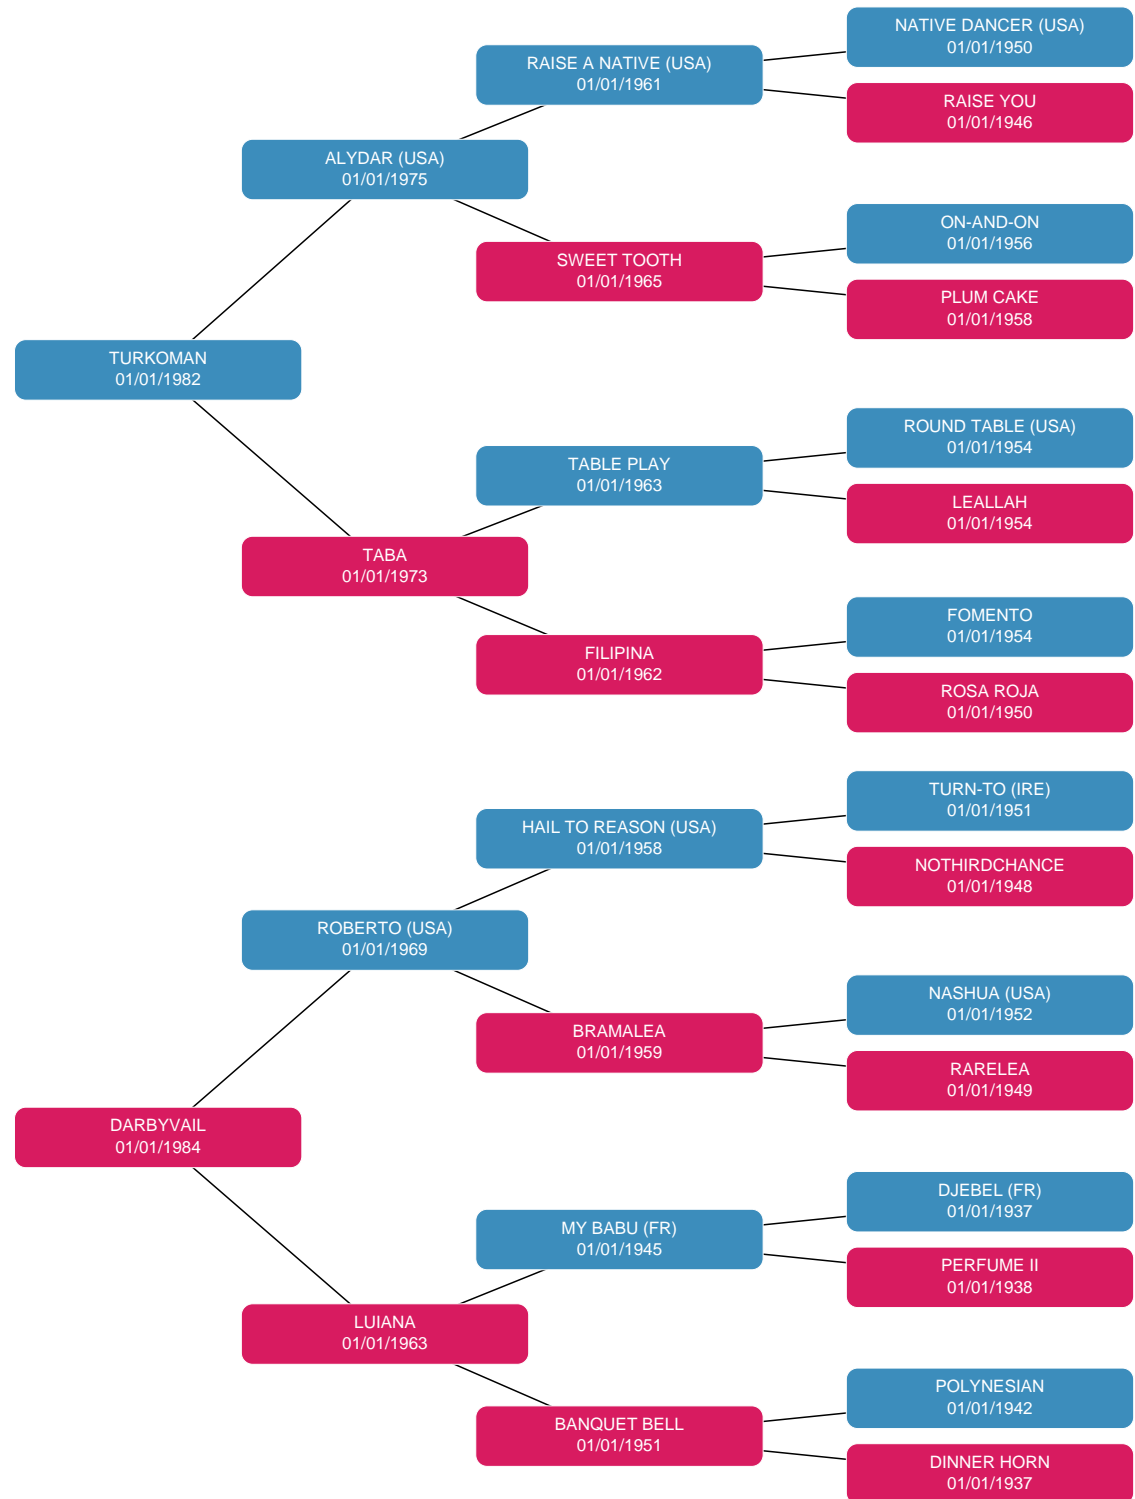 NATIVE DANCER (USA)
01/01/1950
RAISE A NATIVE (USA)
01/01/1961
RAISE YOU
01/01/1946
ALYDAR (USA)
01/01/1975
ON-AND-ON
01/01/1956
SWEET TOOTH
01/01/1965
PLUM CAKE
01/01/1958
TURKOMAN
01/01/1982
ROUND TABLE (USA)
01/01/1954
TABLE PLAY
01/01/1963
LEALLAH
01/01/1954
TABA
01/01/1973
FOMENTO
01/01/1954
FILIPINA
01/01/1962
ROSA ROJA
01/01/1950
TURN-TO (IRE)
01/01/1951
HAIL TO REASON (USA)
01/01/1958
NOTHIRDCHANCE
01/01/1948
ROBERTO (USA)
01/01/1969
NASHUA (USA)
01/01/1952
BRAMALEA
01/01/1959
RARELEA
01/01/1949
DARBYVAIL
01/01/1984
DJEBEL (FR)
01/01/1937
MY BABU (FR)
01/01/1945
PERFUME II
01/01/1938
LUIANA
01/01/1963
POLYNESIAN
01/01/1942
BANQUET BELL
01/01/1951
DINNER HORN
01/01/1937